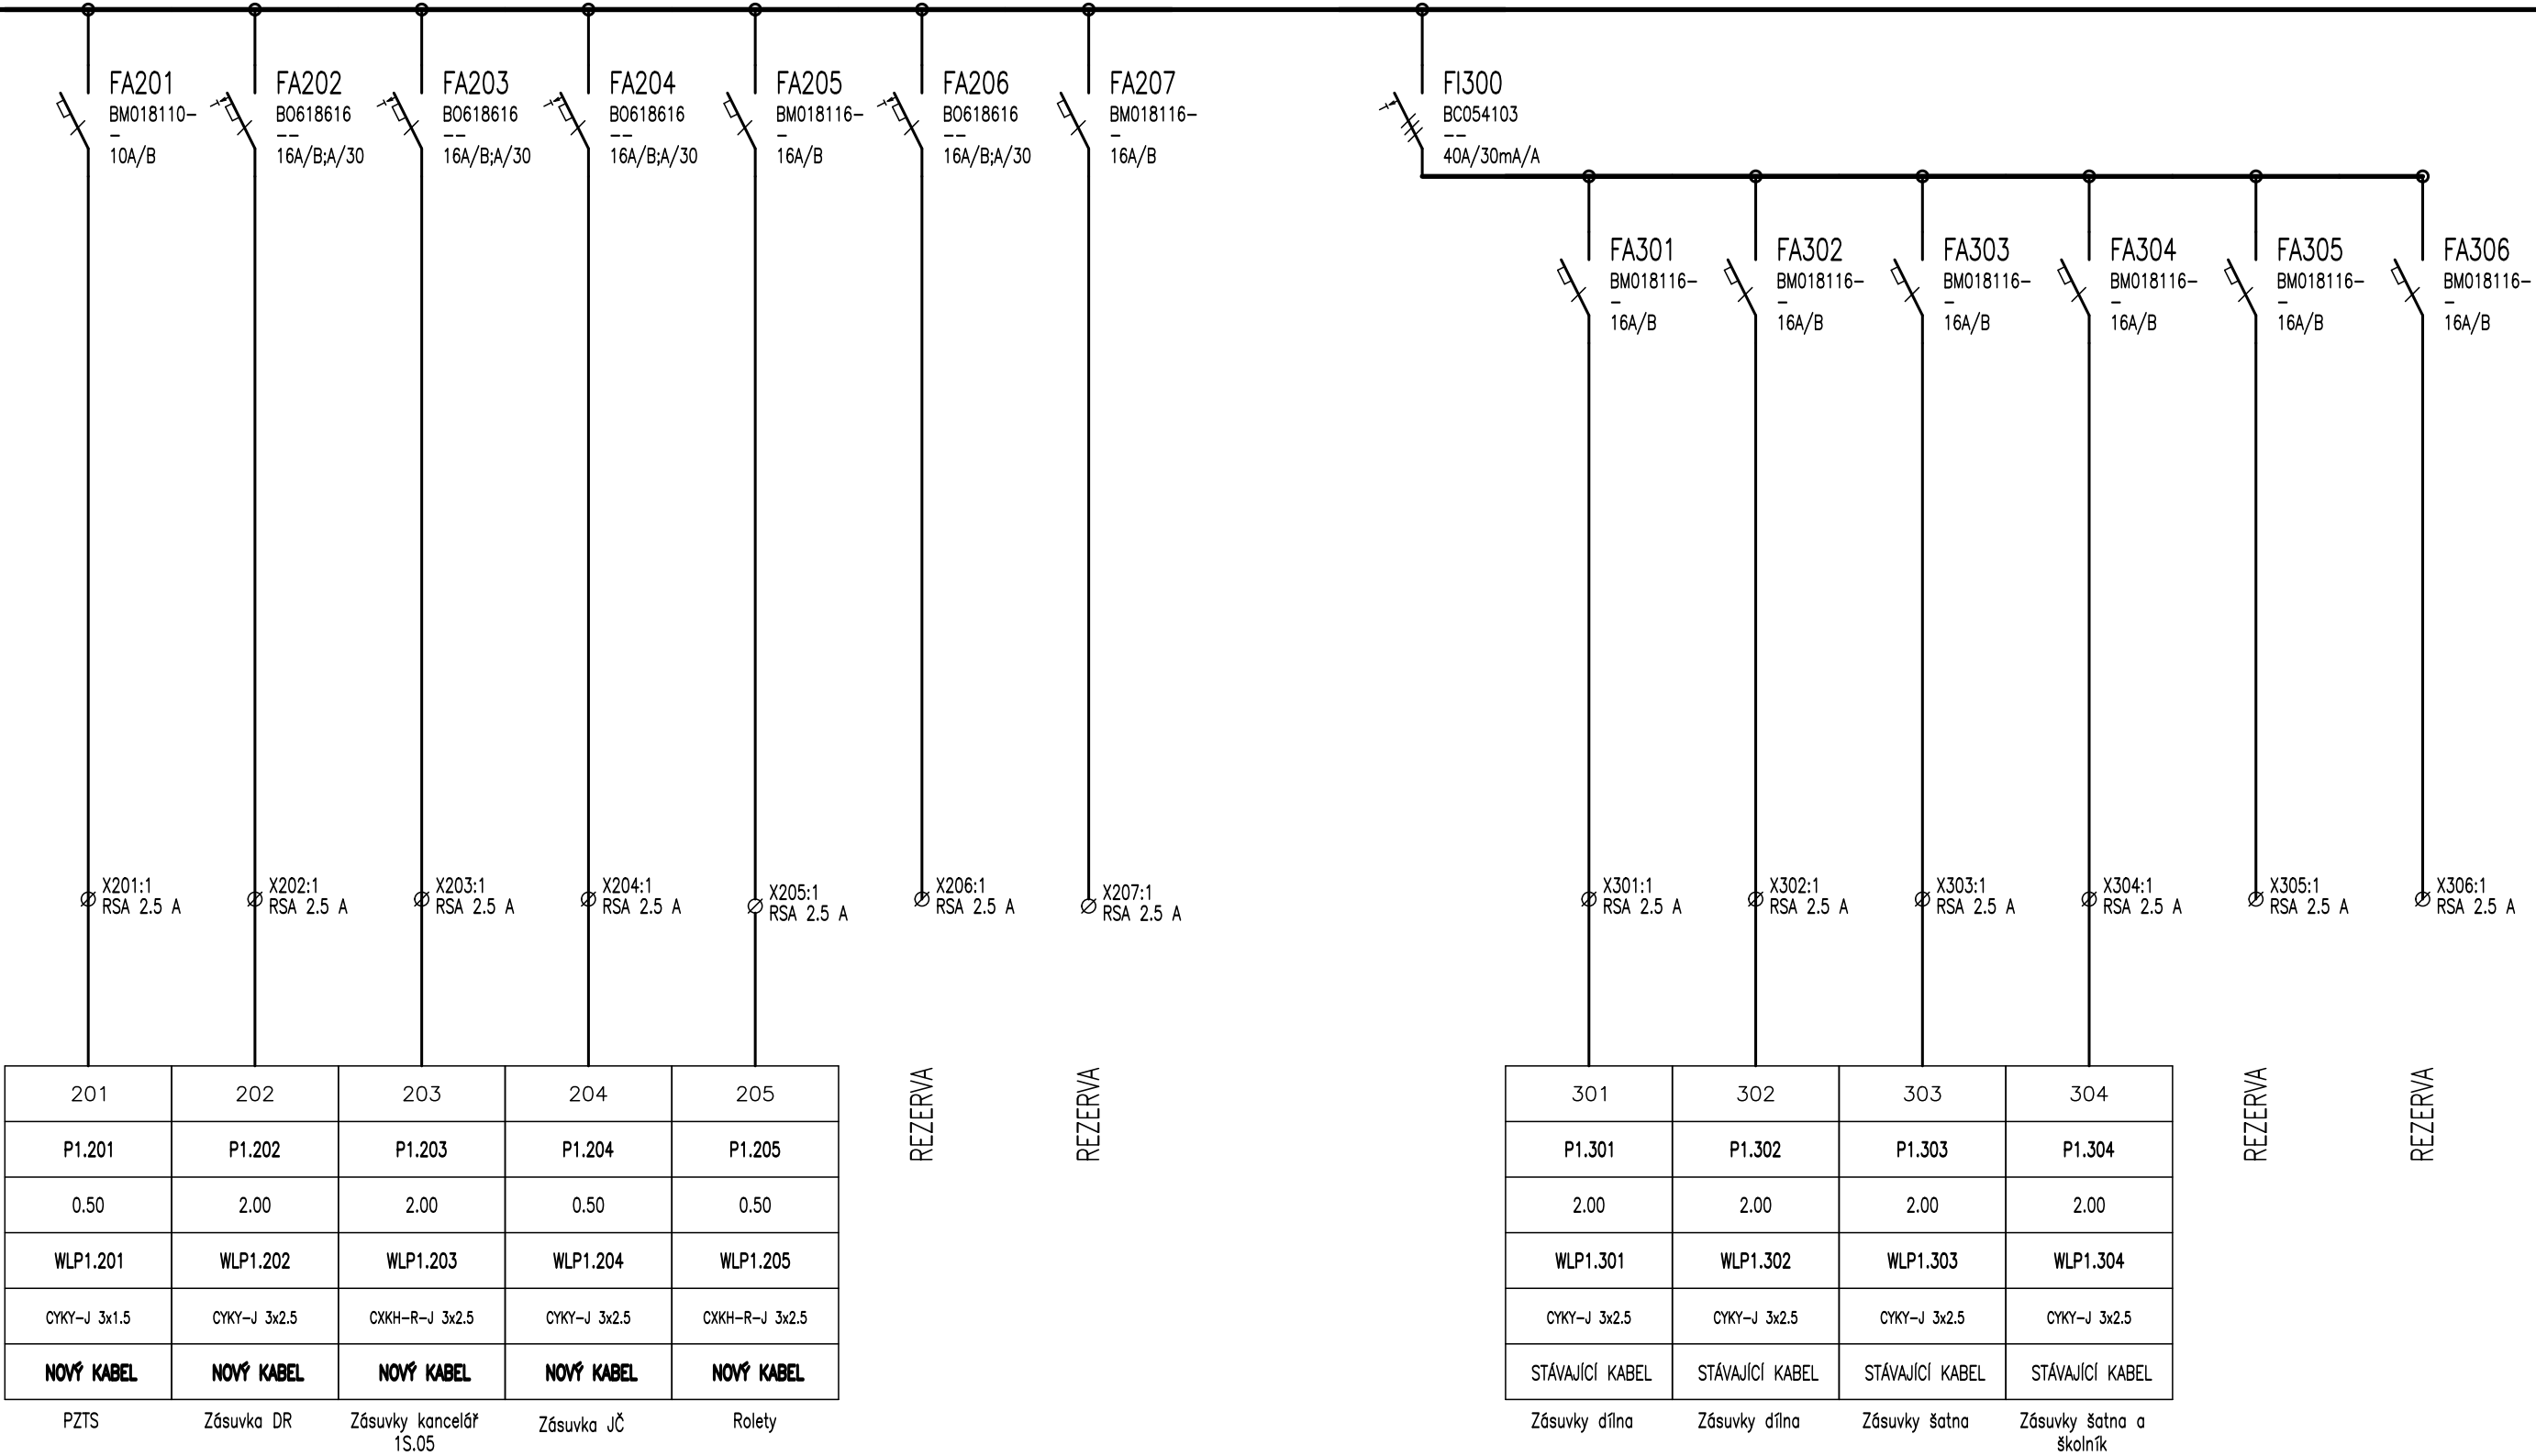 FA201
BM018110-
-
10A/B
FA202
BO618616
--
16A/B;A/30
FA203
BO618616
--
16A/B;A/30
FA204
BO618616
--
16A/B;A/30
FA205
BM018116-
-
16A/B
FA206
BO618616
--
16A/B;A/30
FA207
BM018116-
-
16A/B
FI300
BC054103
--
40A/30mA/A
FA301
BM018116-
-
16A/B
FA302
BM018116-
-
16A/B
FA303
BM018116-
-
16A/B
FA304
BM018116-
-
16A/B
FA305
BM018116-
-
16A/B
FA306
BM018116-
-
16A/B
X201:1
RSA 2.5 A
X202:1
RSA 2.5 A
X203:1
RSA 2.5 A
X204:1
RSA 2.5 A
X205:1
RSA 2.5 A
X206:1
RSA 2.5 A
X207:1
RSA 2.5 A
X301:1
RSA 2.5 A
X302:1
RSA 2.5 A
X303:1
RSA 2.5 A
X304:1
RSA 2.5 A
X305:1
RSA 2.5 A
X306:1
RSA 2.5 A
201 202 203 204 205
P1.201 P1.202 P1.203 P1.204 P1.205
0.50 2.00 2.00 0.50 0.50
WLP1.201 WLP1.202 WLP1.203 WLP1.204 WLP1.205
CYKY-J 3x1.5 CYKY-J 3x2.5 CXKH-R-J 3x2.5 CYKY-J 3x2.5 CXKH-R-J 3x2.5
NOVÝ KABEL NOVÝ KABEL NOVÝ KABEL NOVÝ KABEL NOVÝ KABEL
PZTS
Zásuvka DR
Zásuvky kancelář
1S.05
Zásuvka JČ
Rolety
REZERVA
REZERVA
301 302 303 304
P1.301 P1.302 P1.303 P1.304
2.00 2.00 2.00 2.00
WLP1.301 WLP1.302 WLP1.303 WLP1.304
CYKY-J 3x2.5 CYKY-J 3x2.5 CYKY-J 3x2.5 CYKY-J 3x2.5
STÁVAJÍCÍ KABEL STÁVAJÍCÍ KABEL STÁVAJÍCÍ KABEL STÁVAJÍCÍ KABEL
Zásuvky dílna
Zásuvky dílna
Zásuvky šatna
Zásuvky šatna a
školník
REZERVA
REZERVA